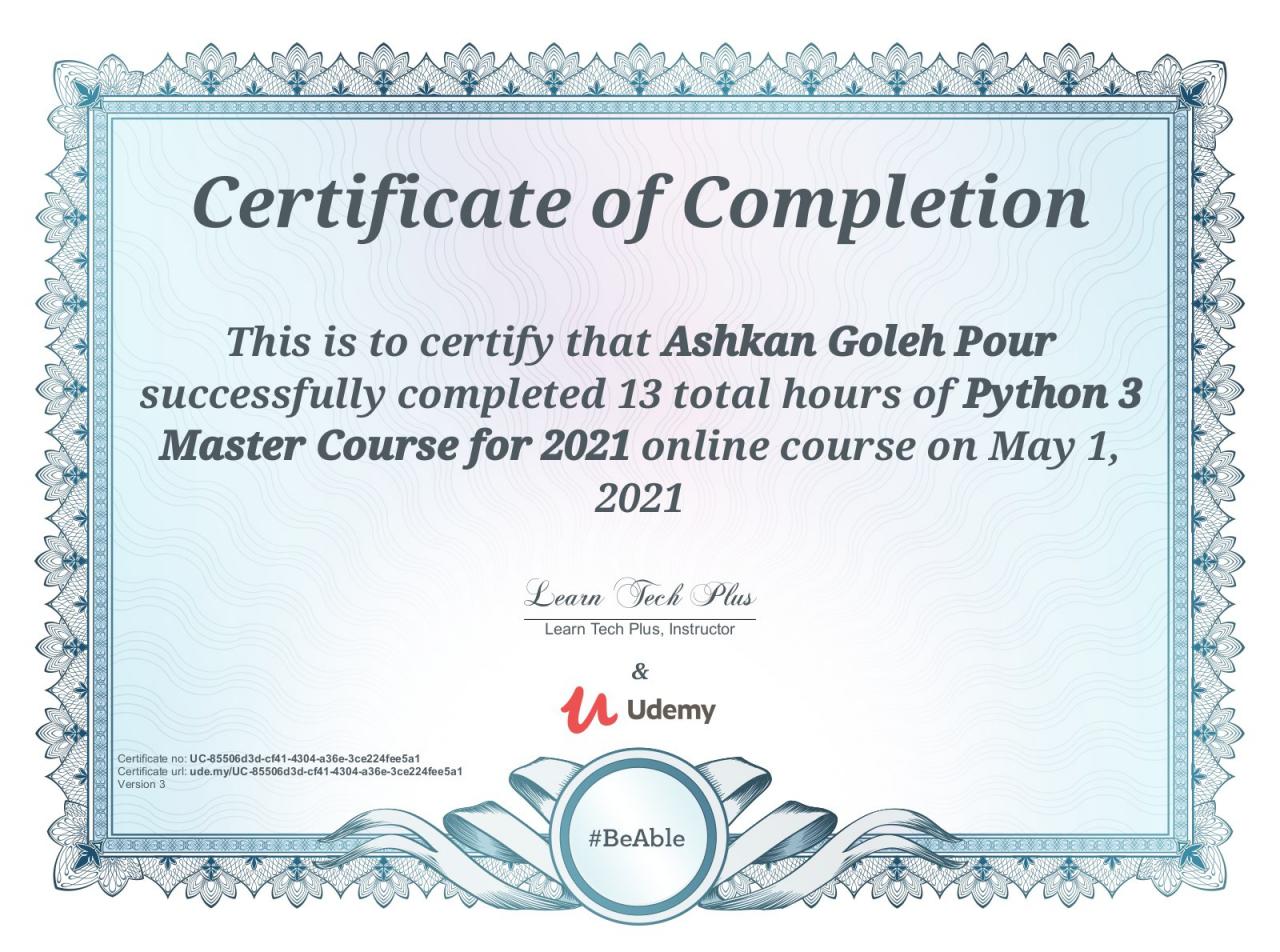 Certificate of Completion
This is to certify that Ashkan Goleh Pour
successfully completed 13 total hours of Python 3
Master Course for 2021 online course on May 1,
2021
Learn Tech Plus
Learn Tech Plus, Instructor
&
Udemy
Certificate no: UC-85506d3d-cf41-4304-a36e-3ce224fee5a1
Certificate url: ude.my/UC-85506d3d-cf41-4304-a36e-3ce224fee5a1
Version 3
#BeAble